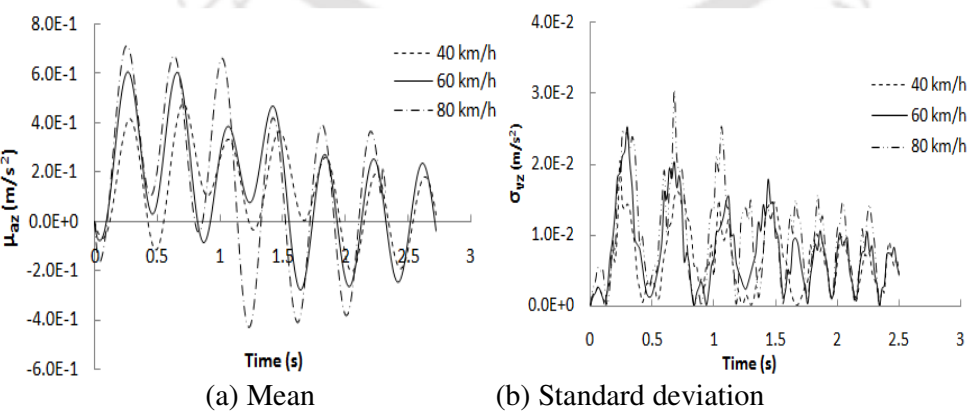 8.0E-1
6.0E-1
4.0E-1
2.0E-1
0.0E+0
-2.0E-1
-4.0E-1
-6.0E-1
μaz (m/s²)
0
0.5
1
1.5
2
2.5
3
Time (s)
40 km/h
60 km/h
80 km/h
(a) Mean
4.0E-2
3.0E-2
2.0E-2
1.0E-2
0.0E+0
σvz (m/s²)
0
0.5
1
1.5
2
2.5
3
Time (s)
40 km/h
60 km/h
80 km/h
(b) Standard deviation